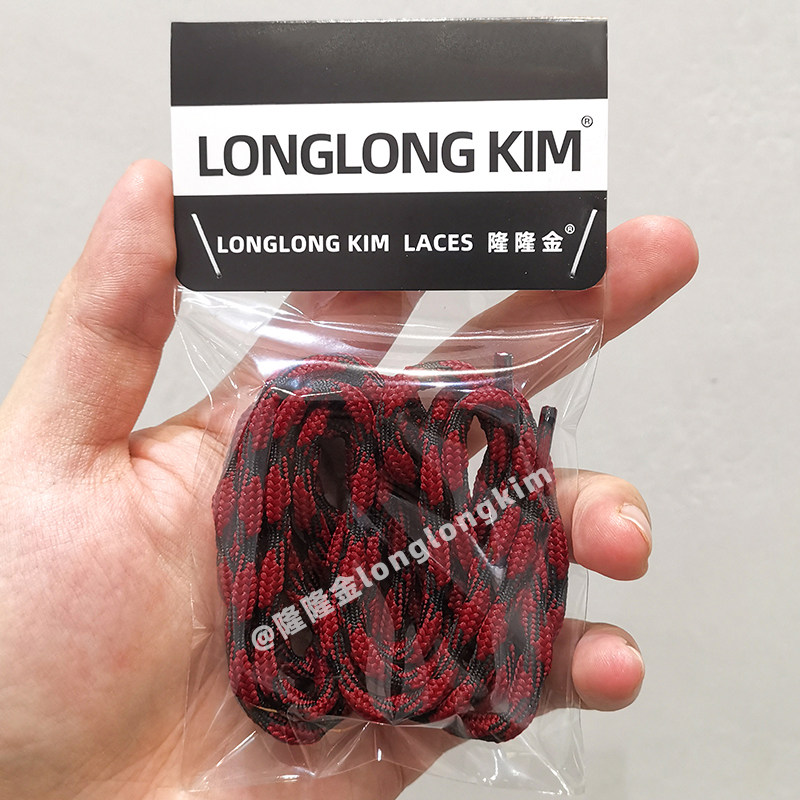 LONGLONG KIM®
LONGLONG KIM LACES 隆隆金®
@隆隆金longlongkim